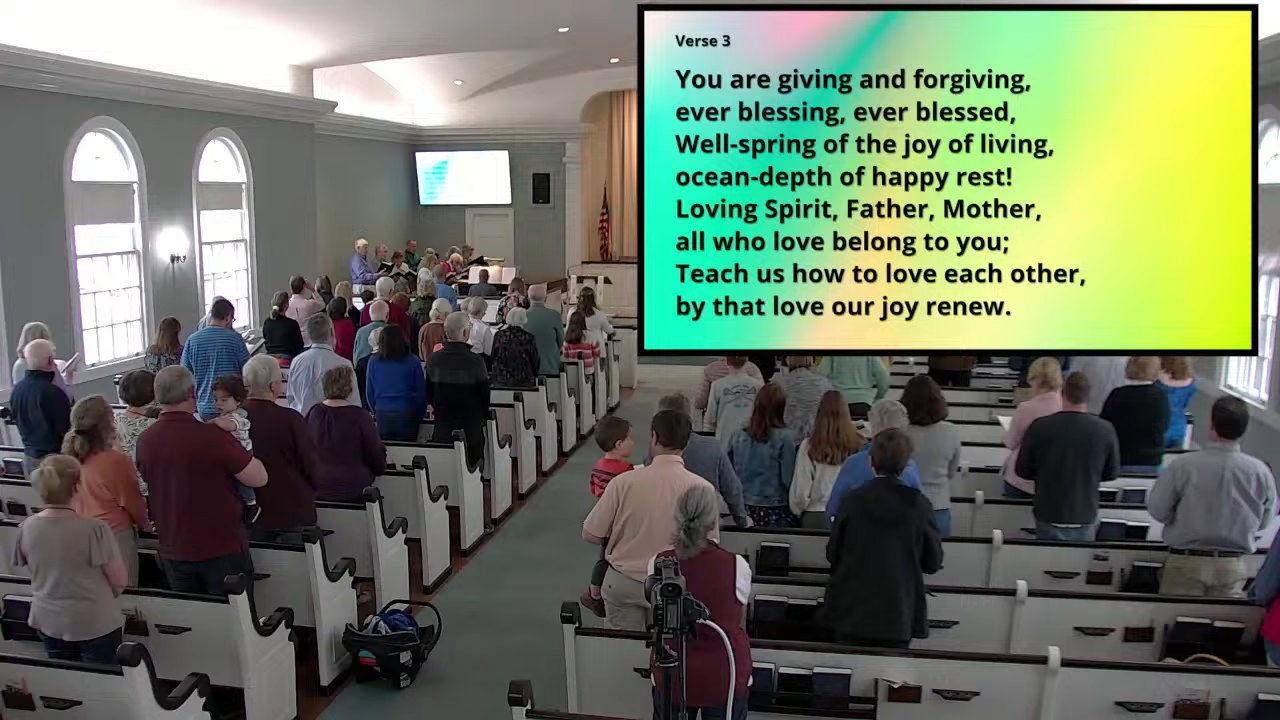 Verse 3
You are giving and forgiving,
ever blessing, ever blessed,
Well-spring of the joy of living,
ocean-depth of happy rest!
Loving Spirit, Father, Mother,
all who love belong to you;
Teach us how to love each other,
by that love our joy renew.